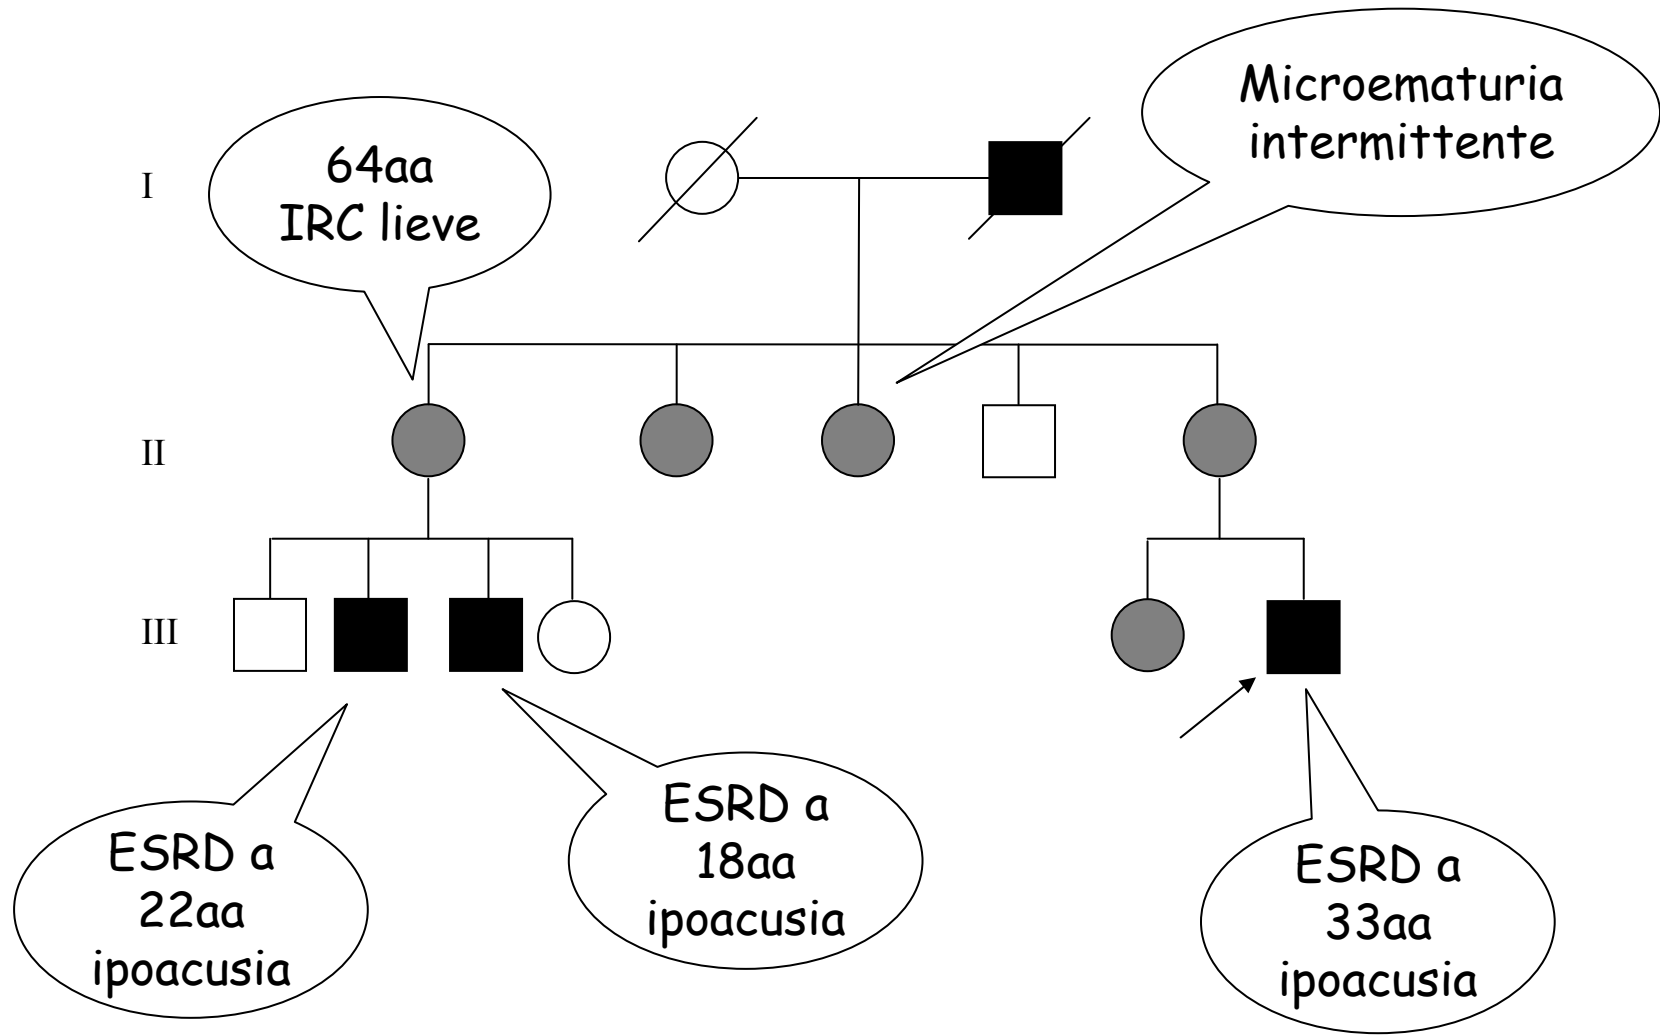 Microematuria
intermittente
64aa
IRC lieve
I
II
III
ESRD a
22aa
ipoacusia
ESRD a
18aa
ipoacusia
ESRD a
33aa
ipoacusia